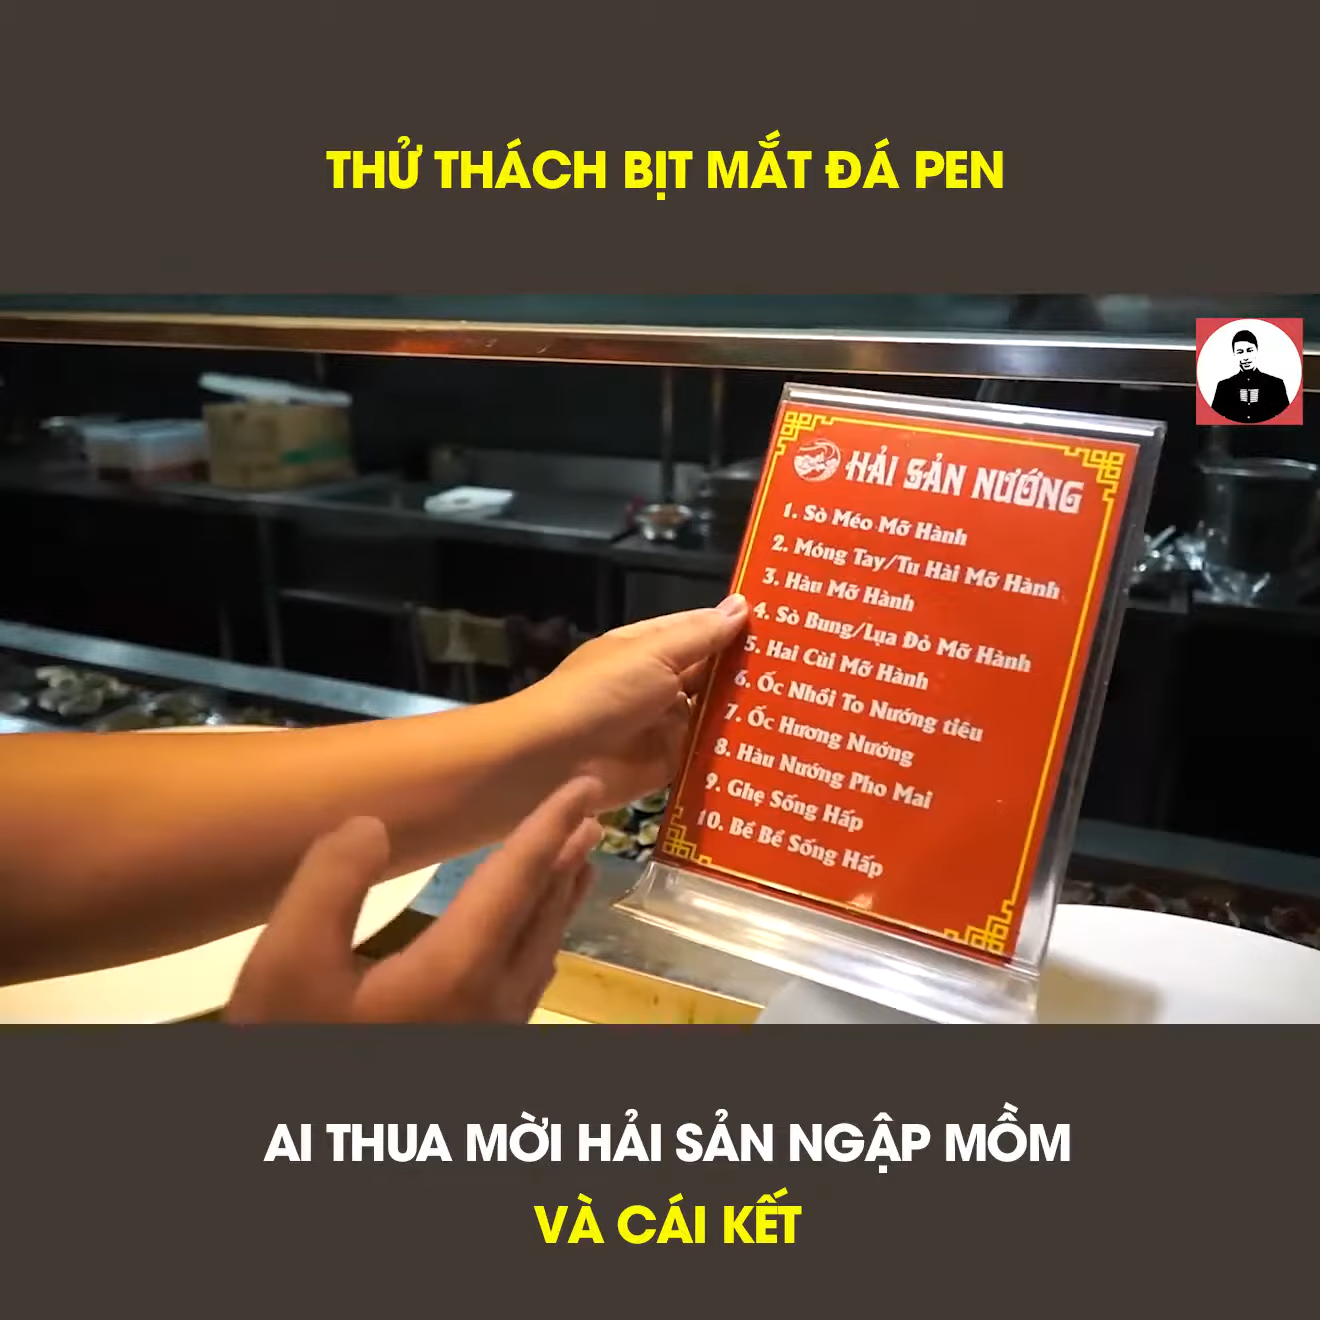 THỬ THÁCH BỊT MẮT ĐÁ PEN
HẢI SẢN NƯỚNG
1. Sò Méo Mỡ Hành
2. Móng Tay/Tu Hài Mỡ Hành
3. Hàu Mỡ Hành
4. Sò Bung/Lụa Đỏ Mỡ Hành
5. Hai Cùi Mỡ Hành
6. Ốc Nhồi To Nướng tiêu
7. Ốc Hương Nướng
8. Hàu Nướng Pho Mai
9. Ghẹ Sống Hấp
10. Bề Bề Sống Hấp
AI THUA MỜI HẢI SẢN NGẬP MỒM
VÀ CÁI KẾT